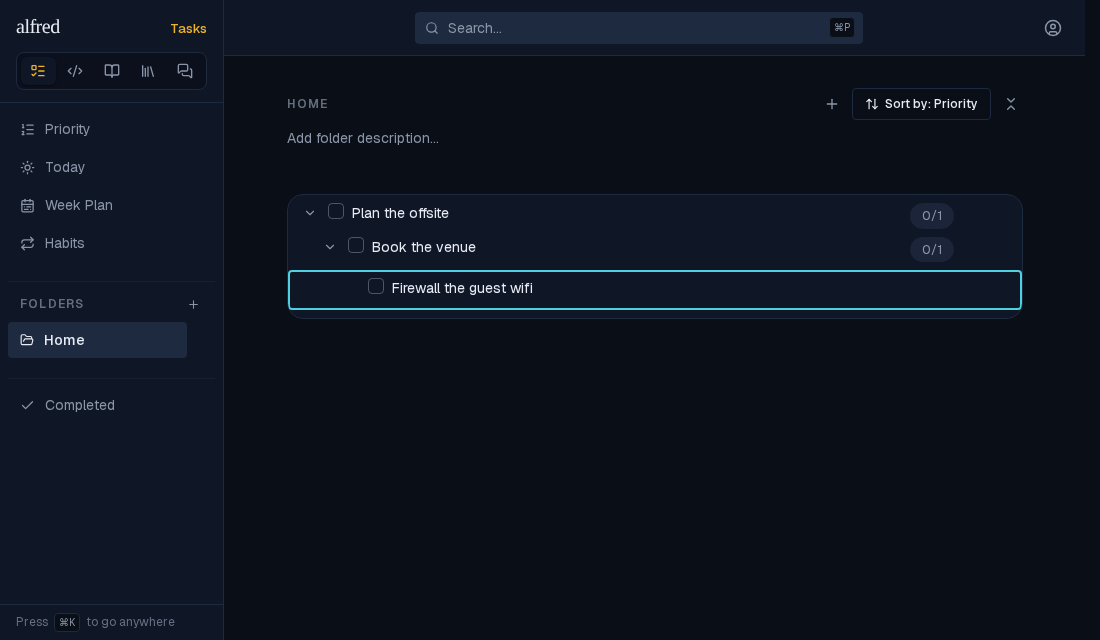 alfred
Tasks
Search...
⌘P
Priority
Today
Week Plan
Habits
FOLDERS
Home
Completed
Press ⌘K to go anywhere
HOME
Sort by: Priority
Add folder description...
Plan the offsite
0/1
Book the venue
0/1
Firewall the guest wifi